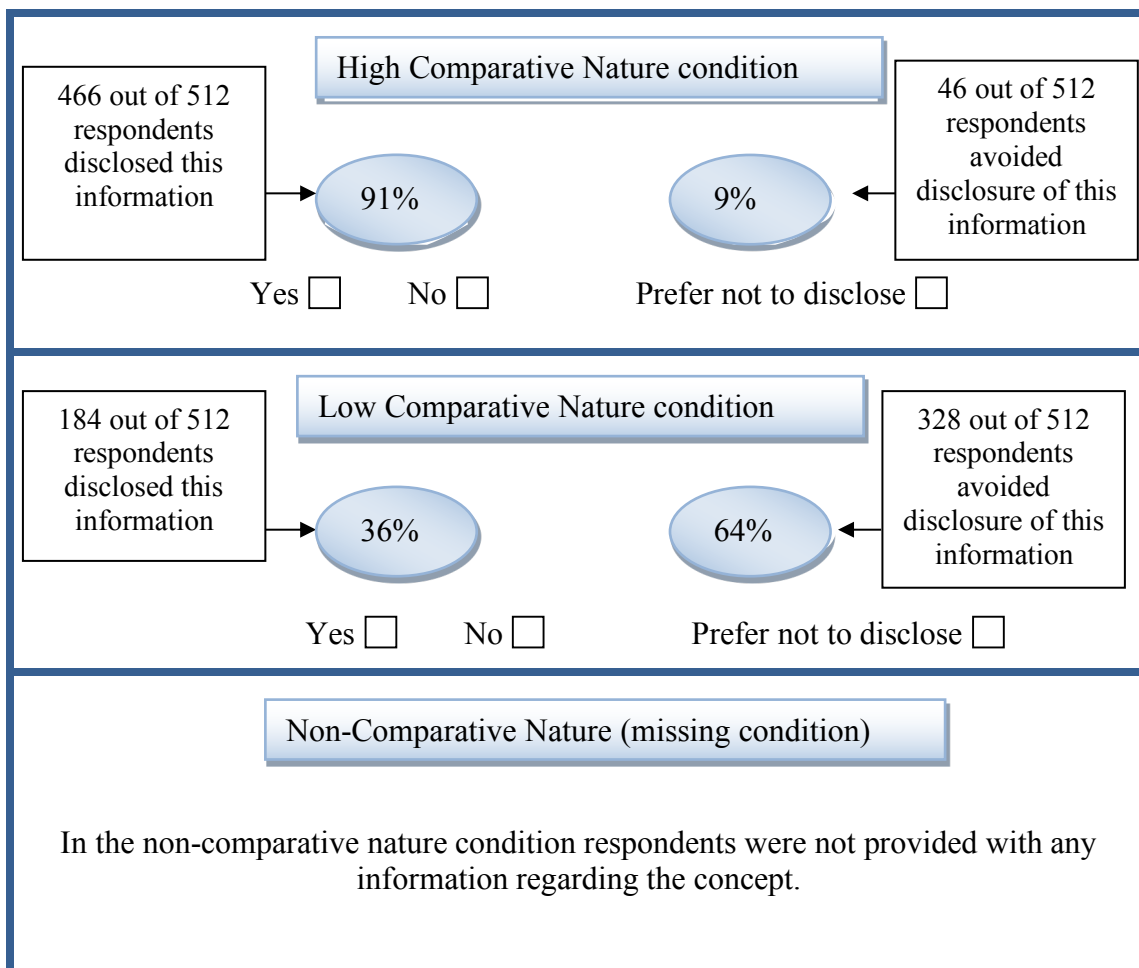 High Comparative Nature condition
466 out of 512
respondents
disclosed this
information
91%
9%
46 out of 512
respondents
avoided
disclosure of this
information
Yes
No
Prefer not to disclose
Low Comparative Nature condition
184 out of 512
respondents
disclosed this
information
36%
64%
328 out of 512
respondents
avoided
disclosure of this
information
Yes
No
Prefer not to disclose
Non-Comparative Nature (missing condition)
In the non-comparative nature condition respondents were not provided with any
information regarding the concept.